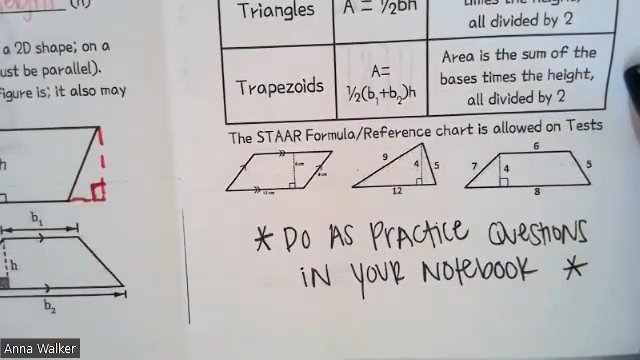 (h)
a 2D shape; on a
ust be parallel).
figure is; it also may
h
b₁
h
b₂
Triangles
A = ½bh
times the height,
all divided by 2
Trapezoids
A=
½(b₁+b₂)h
Area is the sum of the
bases times the height,
all divided by 2
The STAAR Formula/Reference chart is allowed on Tests
9
4
5
12
6
7
4
5
8
* DO AS PRACTICE QUESTIONS
IN YOUR NOTEBOOK *
Anna Walker